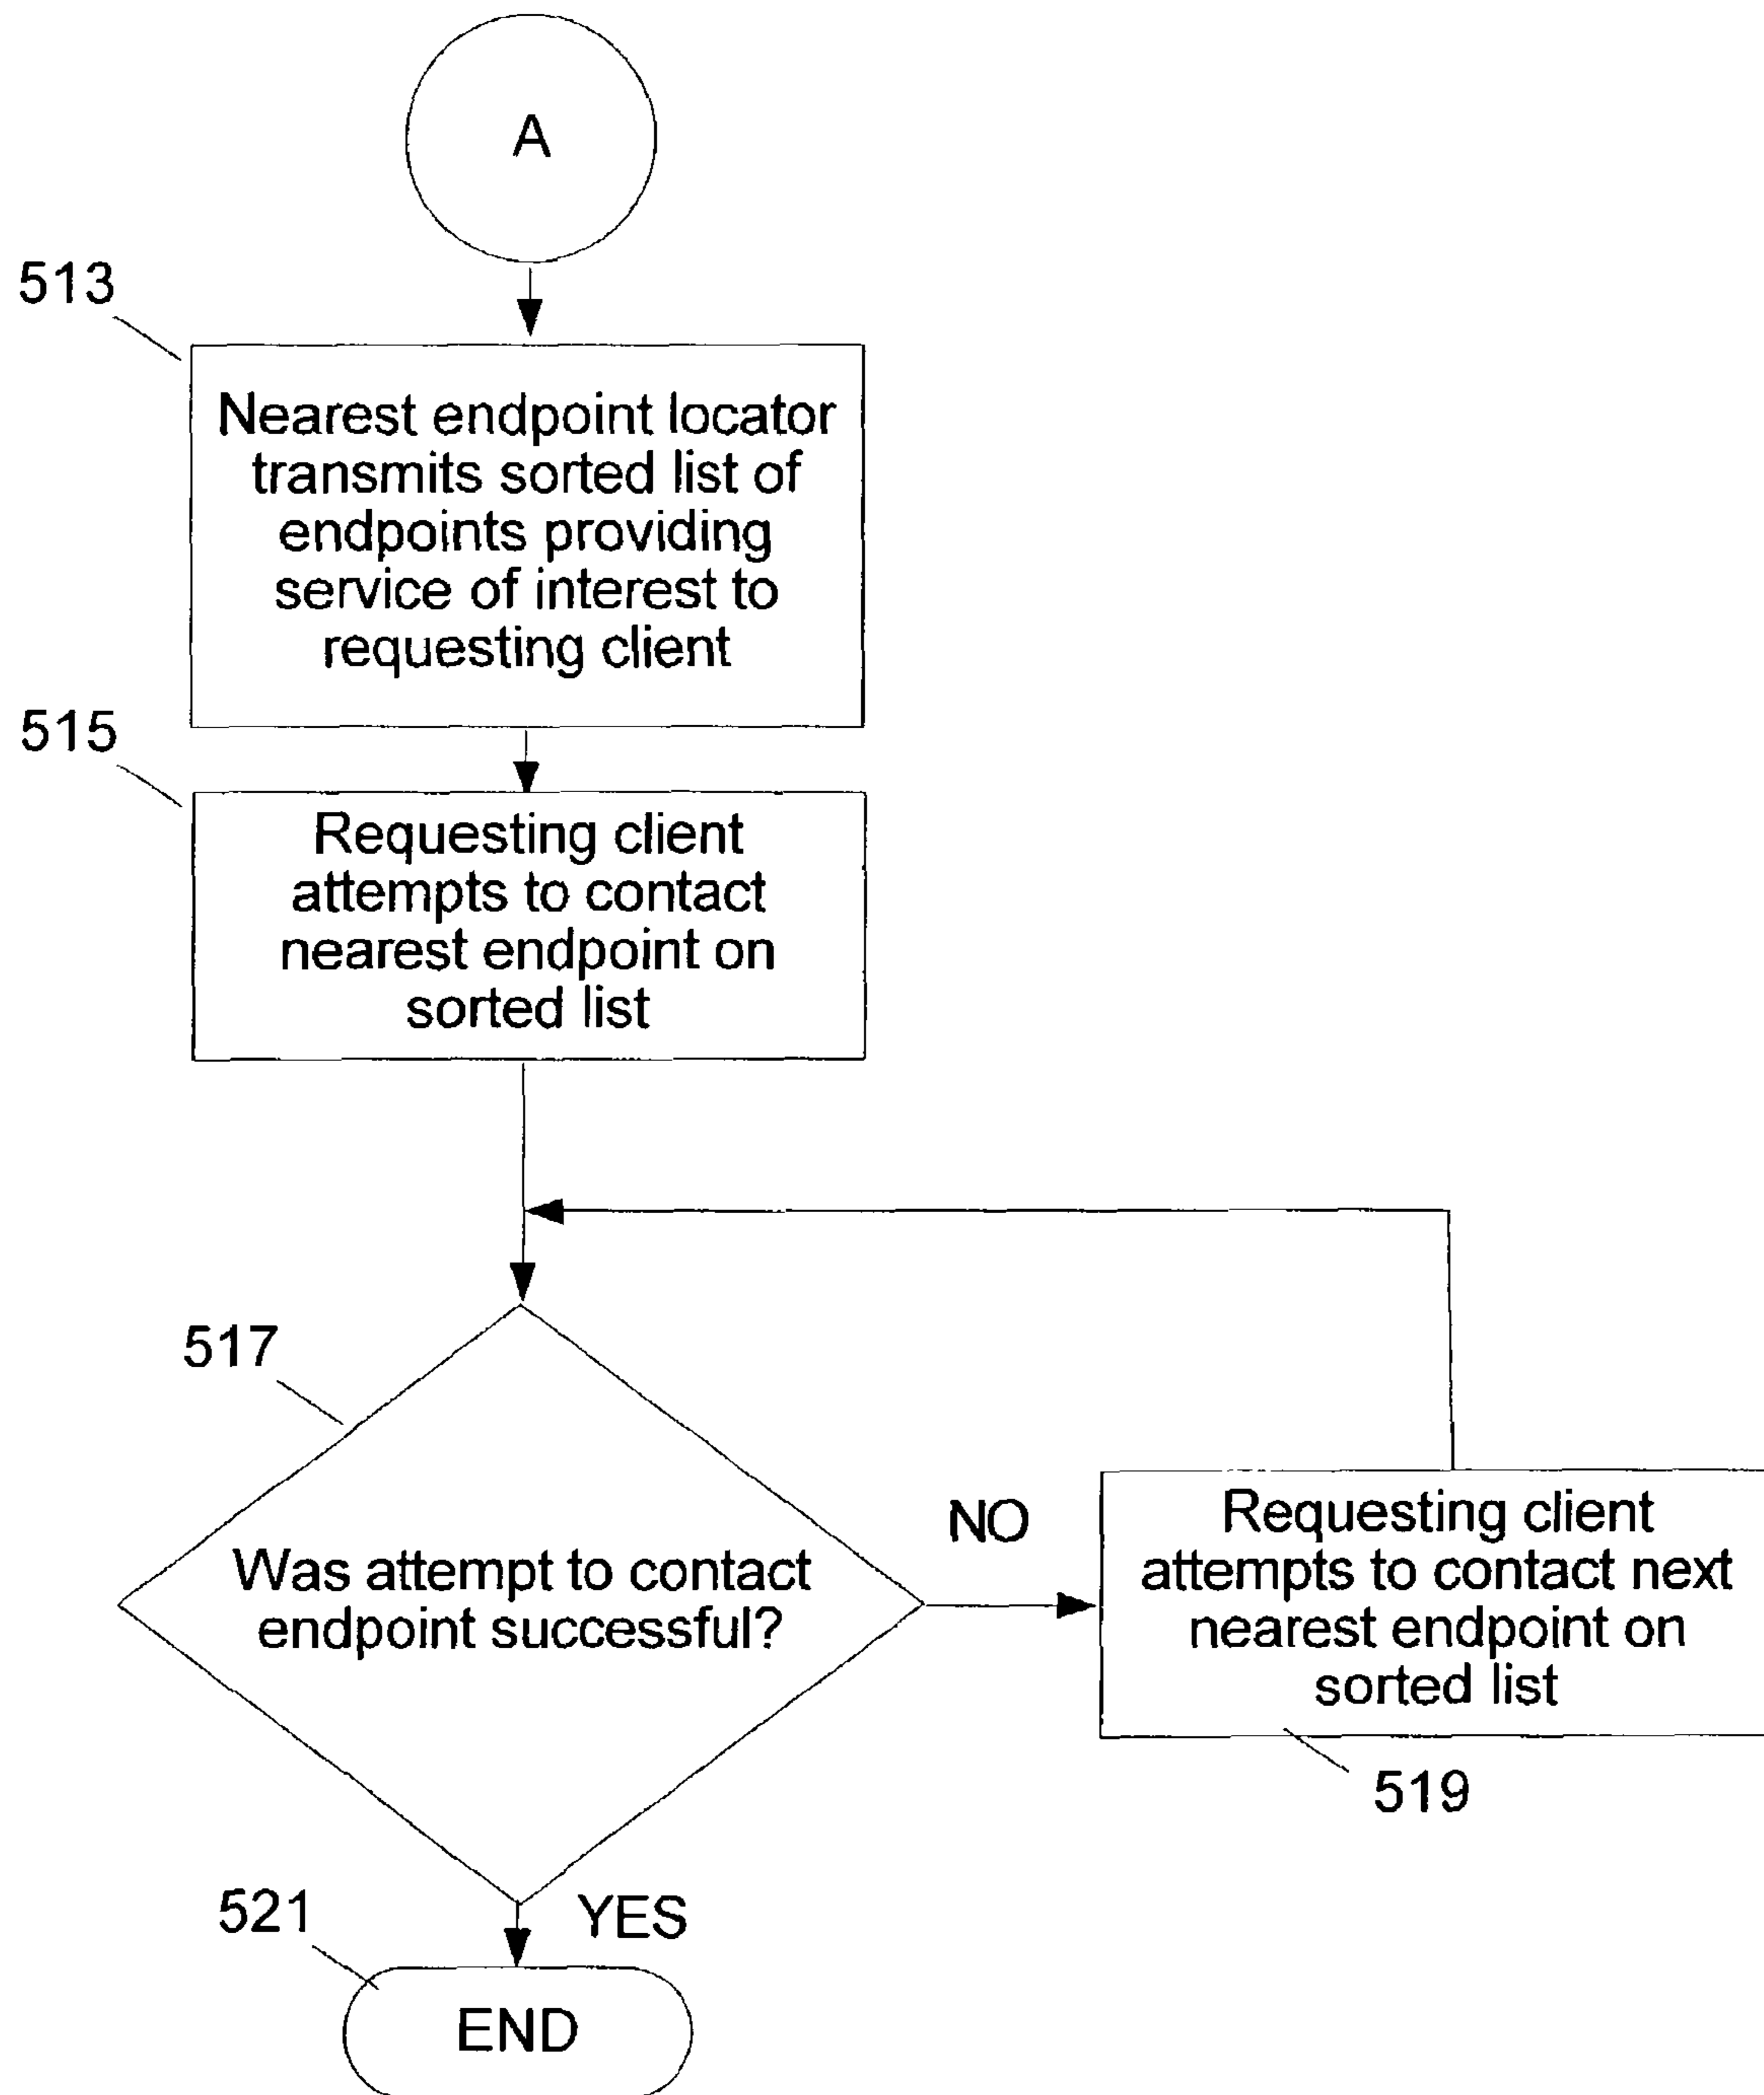 A
513
Nearest endpoint locator
transmits sorted list of
endpoints providing
service of interest to
requesting client
515
Requesting client
attempts to contact
nearest endpoint on
sorted list
517
Was attempt to contact
endpoint successful?
NO
Requesting client
attempts to contact next
nearest endpoint on
sorted list
519
YES
521
END